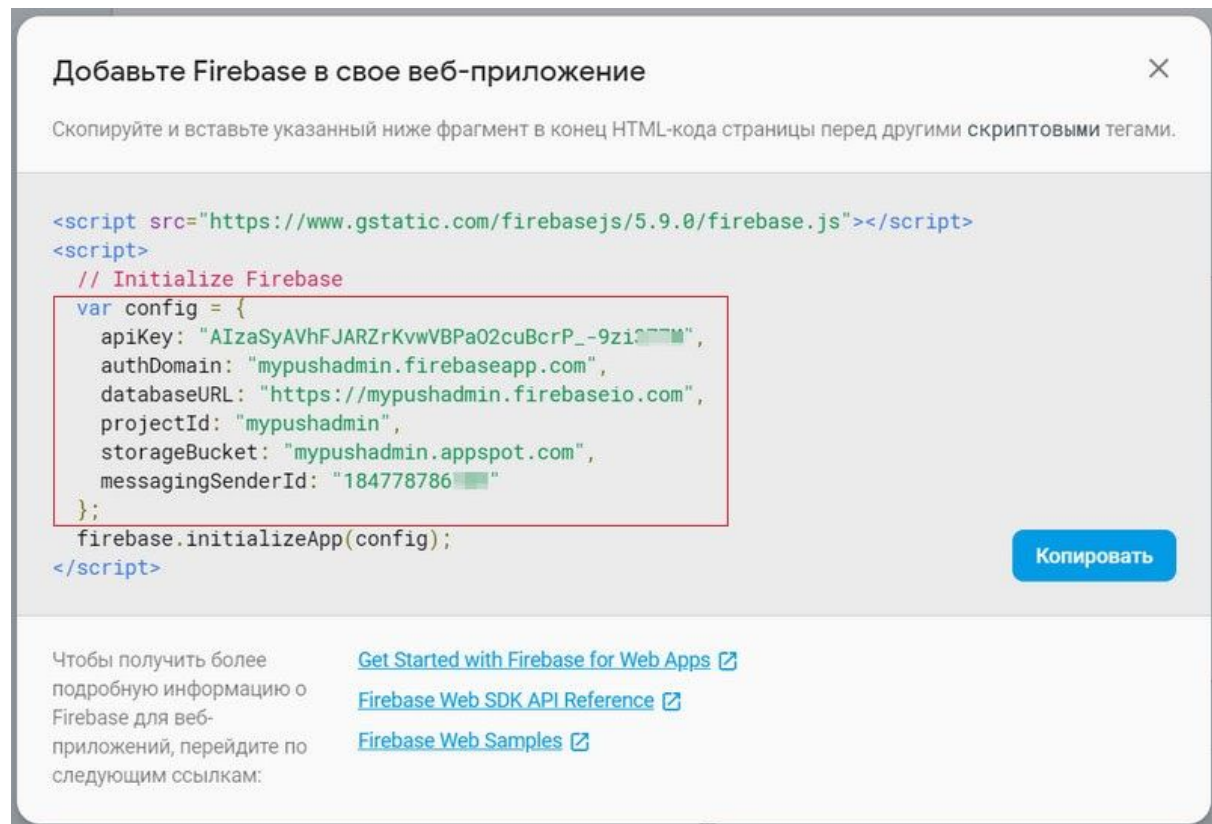 Добавьте Firebase в свое веб-приложение
Скопируйте и вставьте указанный ниже фрагмент в конец HTML-кода страницы перед другими скриптовыми тегами.
<script src="https://www.gstatic.com/firebasejs/5.9.0/firebase.js"></script>
<script>
// Initialize Firebase
var config = {
apiKey:
authDomain: "mypushadmin.firebaseapp.com",
databaseURL: "https://mypushadmin.firebaseio.com",
projectId: "mypushadmin",
storageBucket: "mypushadmin.appspot.com",
messagingSenderId:
};
firebase.initializeApp(config);
</script>
Копировать
Чтобы получить более
подробную информацию о
Firebase для веб-
приложений, перейдите по
следующим ссылкам:
Get Started with Firebase for Web Apps
Firebase Web SDK API Reference
Firebase Web Samples